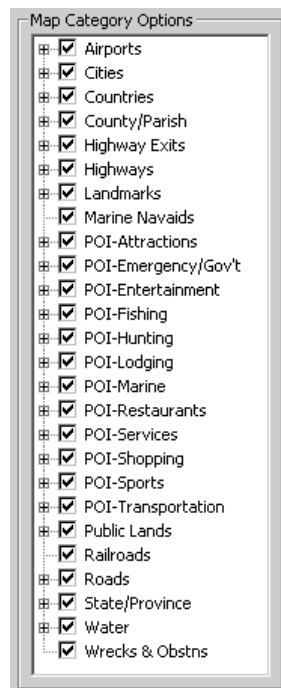 Map Category Options
Airports
Cities
Countries
County/Parish
Highway Exits
Highways
Landmarks
Marine Navaids
POI-Attractions
POI-Emergency/Gov't
POI-Entertainment
POI-Fishing
POI-Hunting
POI-Lodging
POI-Marine
POI-Restaurants
POI-Services
POI-Shopping
POI-Sports
POI-Transportation
Public Lands
Railroads
Roads
State/Province
Water
Wrecks & Obstns